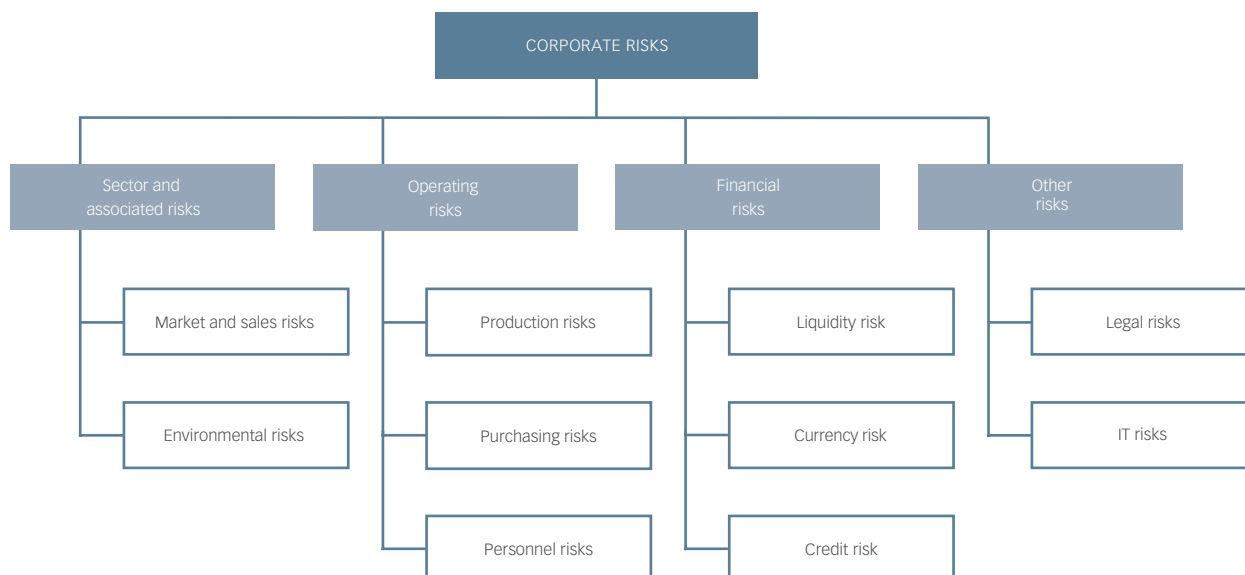 CORPORATE RISKS
Sector and
associated risks
Operating
risks
Financial
risks
Other
risks
Market and sales risks
Production risks
Liquidity risk
Legal risks
Environmental risks
Purchasing risks
Currency risk
IT risks
Personnel risks
Credit risk